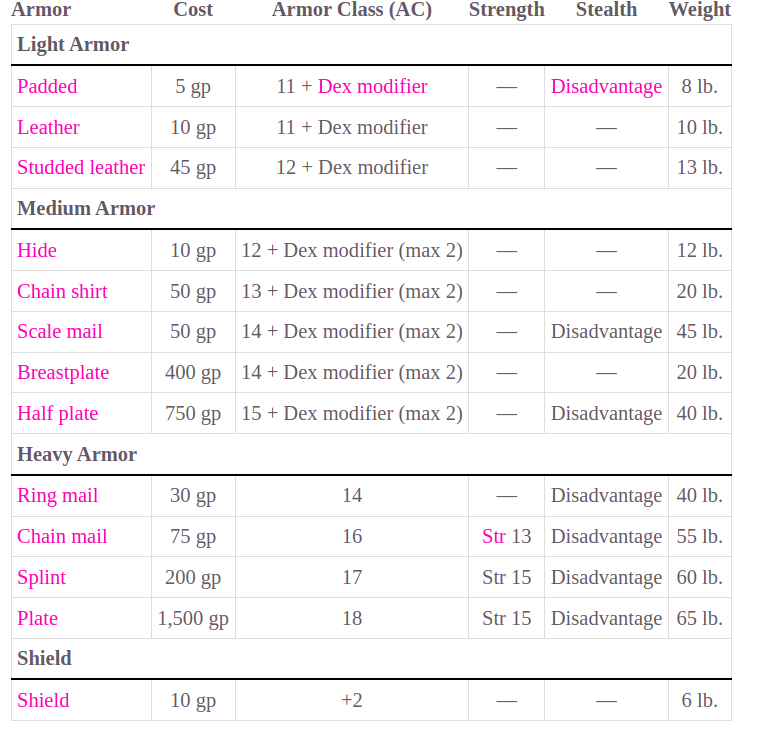 Armor Cost Armor Class (AC) Strength Stealth Weight
Light Armor
Padded 5 gp 11 + Dex modifier — Disadvantage 8 lb.
Leather 10 gp 11 + Dex modifier — — 10 lb.
Studded leather 45 gp 12 + Dex modifier — — 13 lb.
Medium Armor
Hide 10 gp 12 + Dex modifier (max 2) — — 12 lb.
Chain shirt 50 gp 13 + Dex modifier (max 2) — — 20 lb.
Scale mail 50 gp 14 + Dex modifier (max 2) — Disadvantage 45 lb.
Breastplate 400 gp 14 + Dex modifier (max 2) — — 20 lb.
Half plate 750 gp 15 + Dex modifier (max 2) — Disadvantage 40 lb.
Heavy Armor
Ring mail 30 gp 14 — Disadvantage 40 lb.
Chain mail 75 gp 16 Str 13 Disadvantage 55 lb.
Splint 200 gp 17 Str 15 Disadvantage 60 lb.
Plate 1,500 gp 18 Str 15 Disadvantage 65 lb.
Shield
Shield 10 gp +2 — — 6 lb.